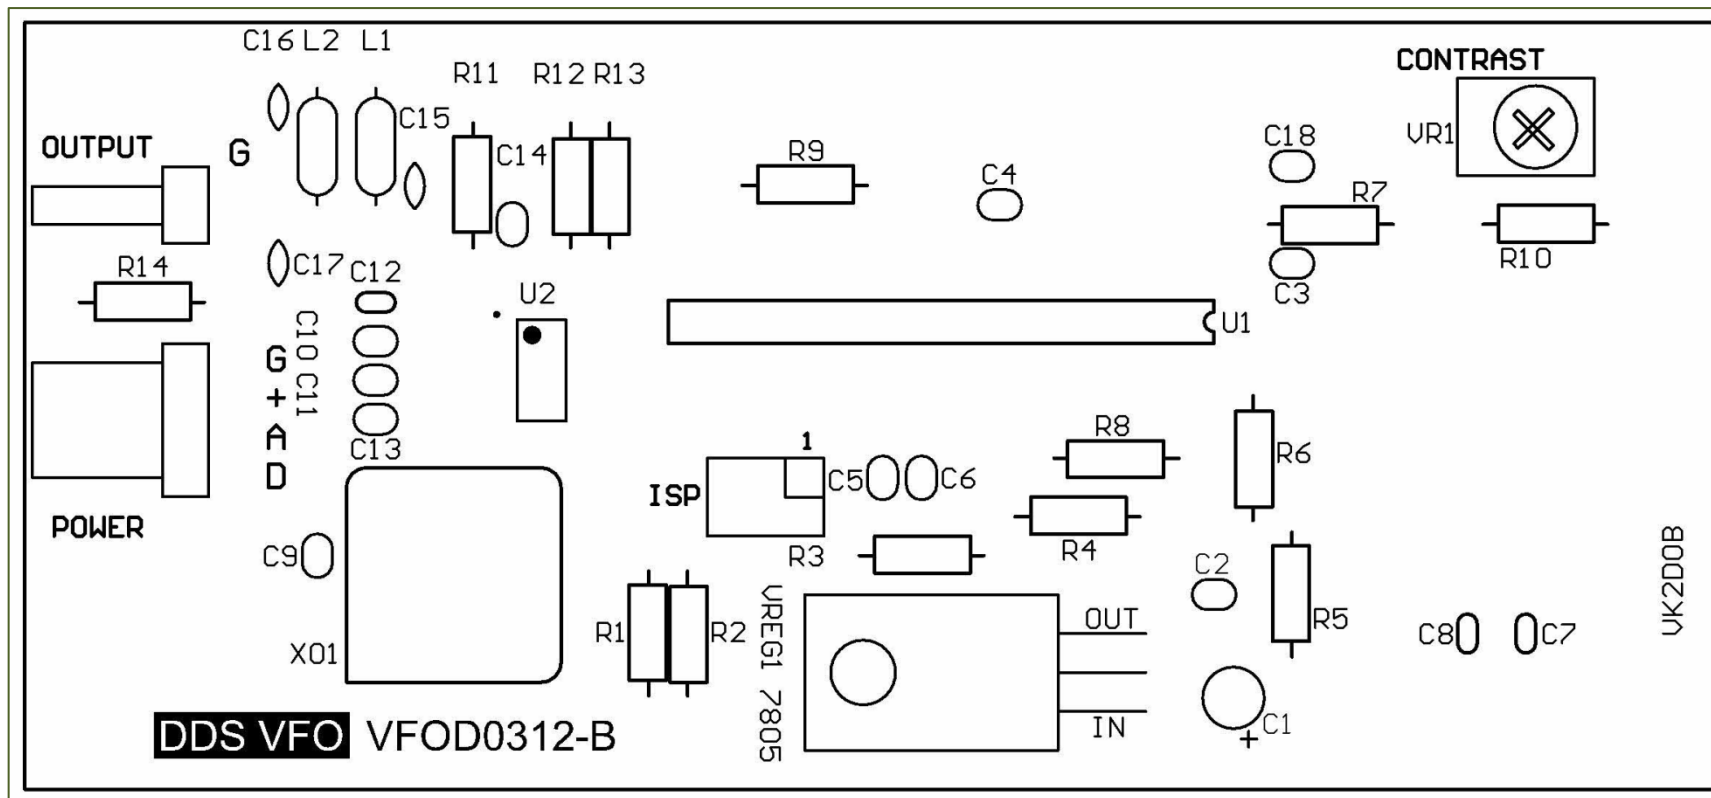 C16 L2 L1
CONTRAST
R11 R12 R13
C15
VR1
OUTPUT
G
C14
C18
R9
C4
R7
R14
C17
C12
R10
U2
C3
C10
U1
G
+
C11
A
C13
1
R8
R6
D
C5
C6
ISP
POWER
C9
R3
R4
C2
R1
R2
VREG1 7805
OUT
R5
C8
C7
VK2DOB
XO1
IN
C1
+
DDS VFO VFOD0312-B